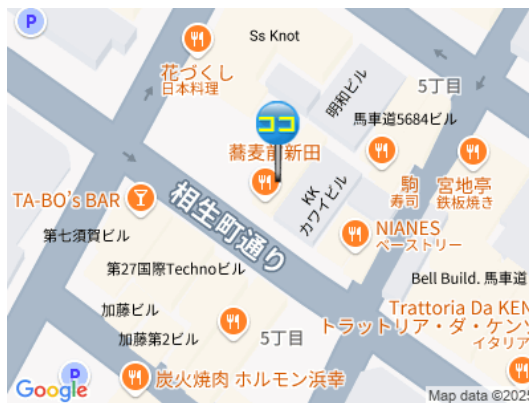 P
Ss Knot
花づくし
日本料理
明和ビル
5丁目
馬車道5684ビル
ココ
蕎麦前新田
KK
カワイビル
駒
寿司
宮地亭
鉄板焼き
TA-BO's BAR
相生町通り
NIANES
ペーストリー
第七須賀ビル
第27国際Technoビル
Bell Build. 馬車道
加藤ビル
Trattoria Da KEN
トラットリア・ダ・ケンソ
イタリア
加藤第2ビル
5丁目
P
炭火焼肉 ホルモン浜幸
Google
Map data ©2025